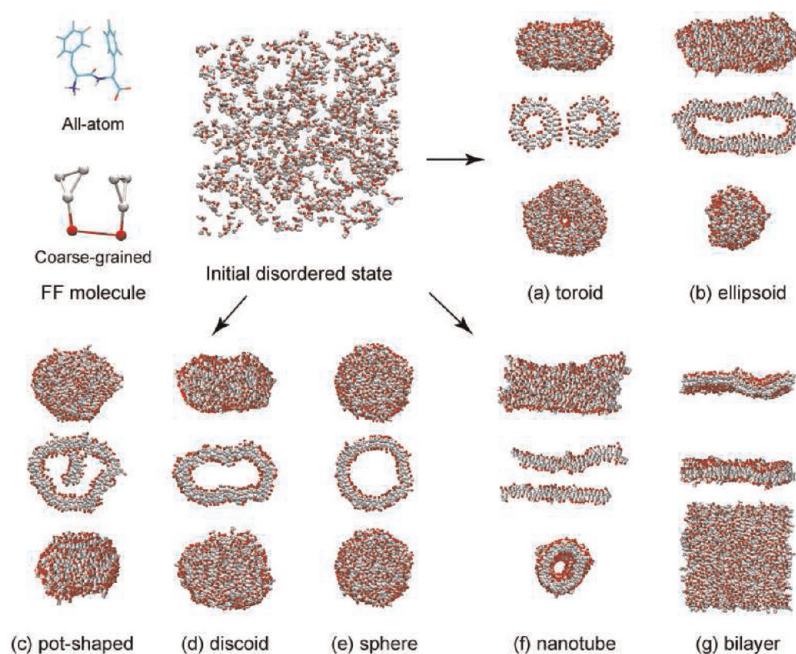 All-atom
Coarse-grained
FF molecule
Initial disordered state
(a) toroid
(b) ellipsoid
(c) pot-shaped
(d) discoid
(e) sphere
(f) nanotube
(g) bilayer